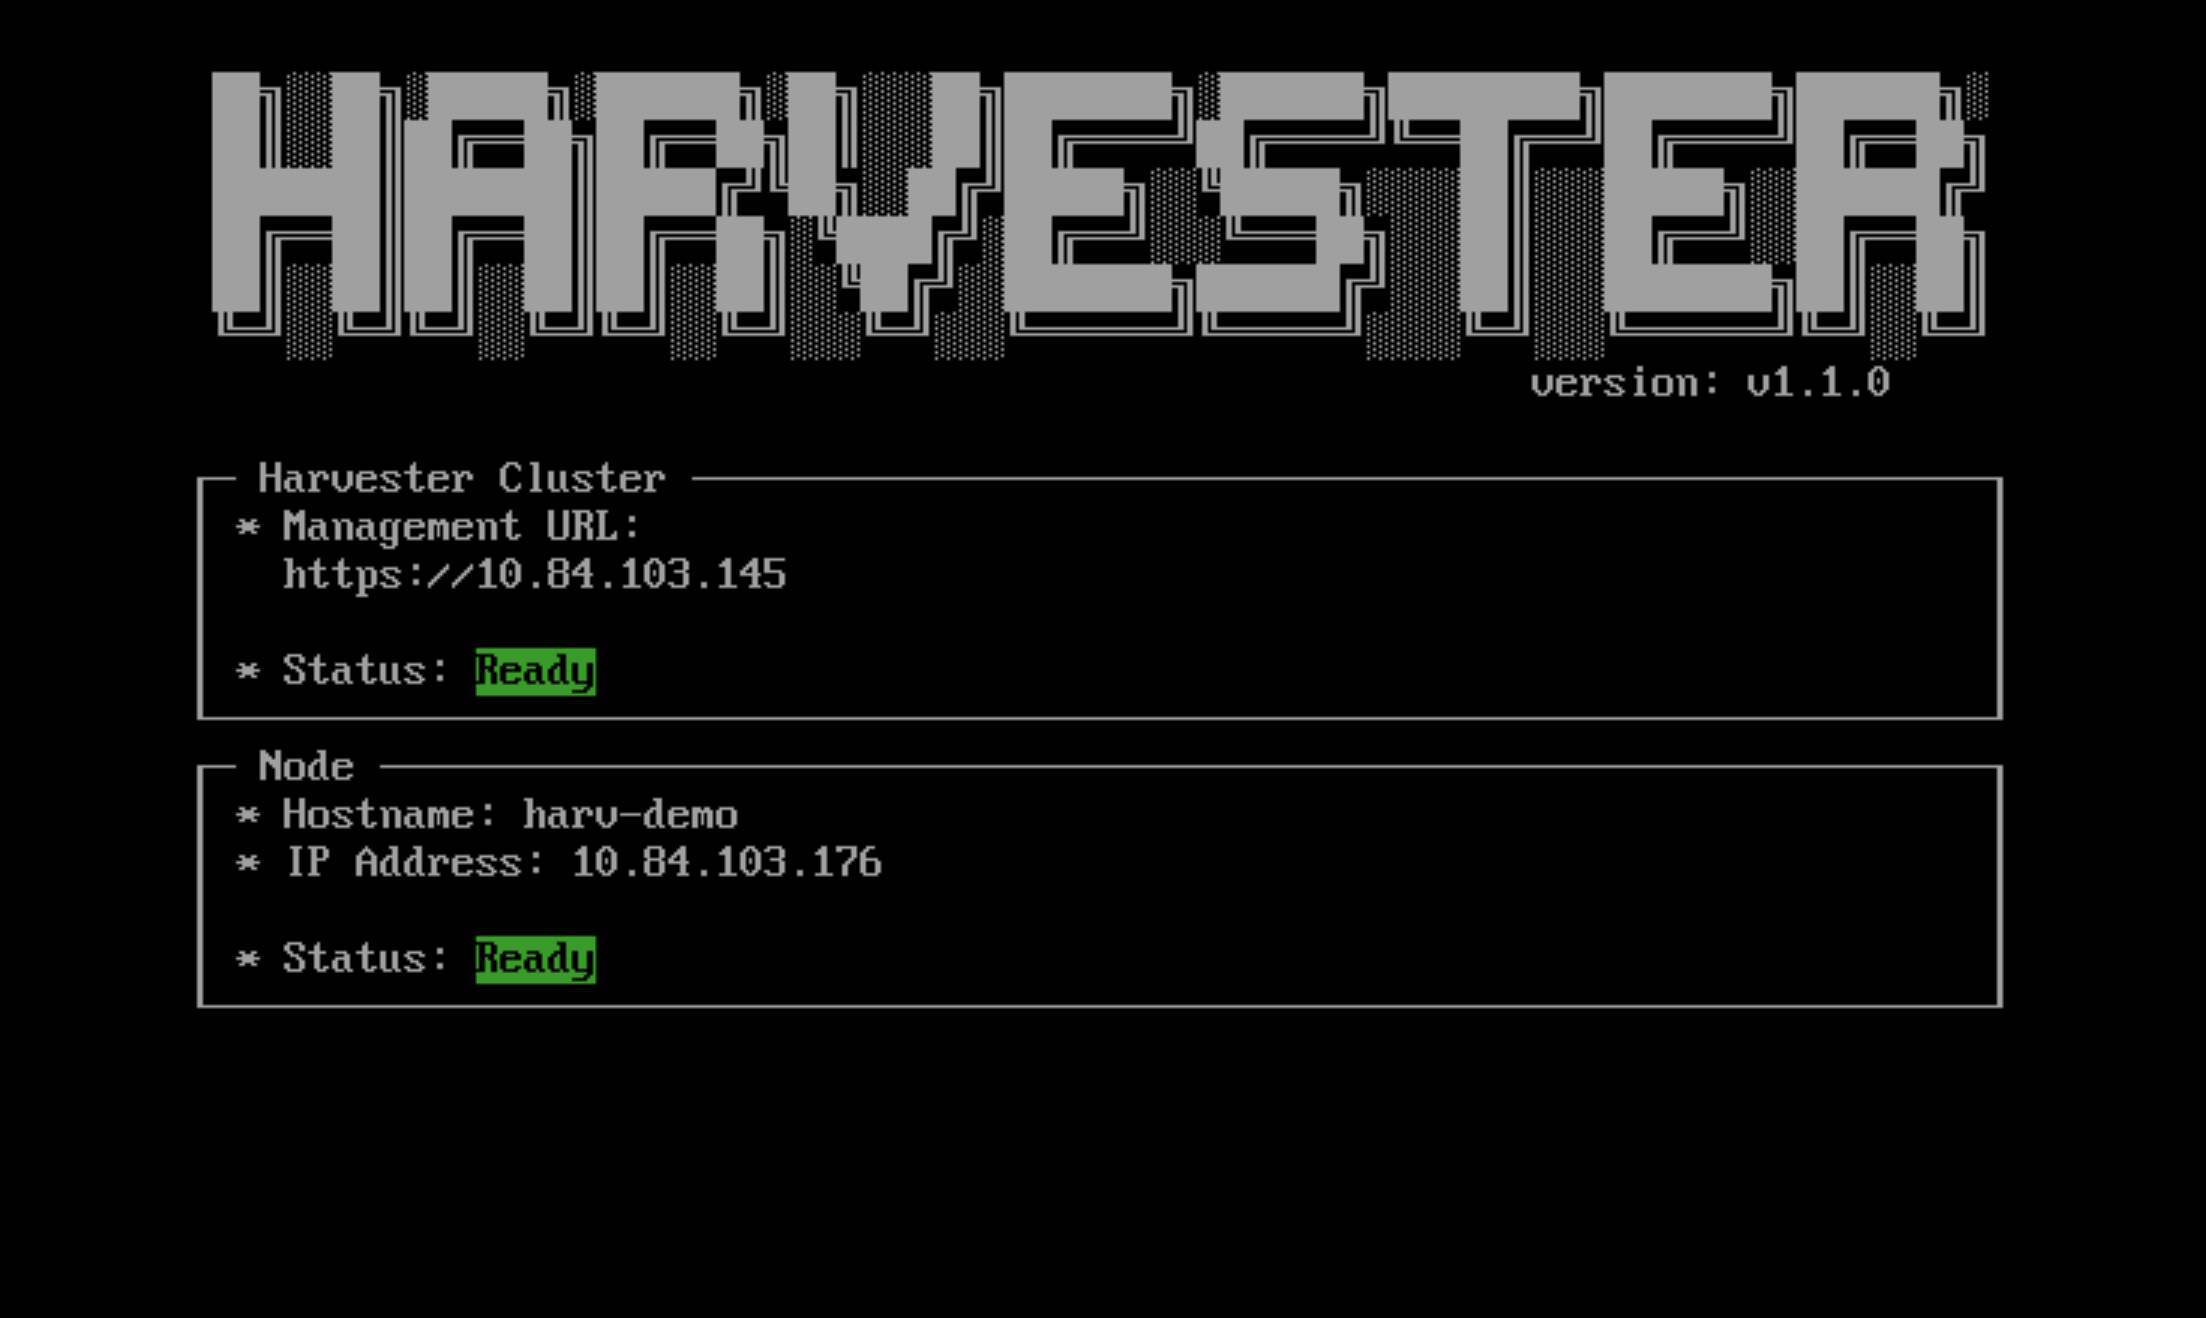 HARVESTER
version: v1.1.0
Harvester Cluster
* Management URL:
https://10.84.103.145
* Status: Ready
Node
* Hostname: harv-demo
* IP Address: 10.84.103.176
* Status: Ready